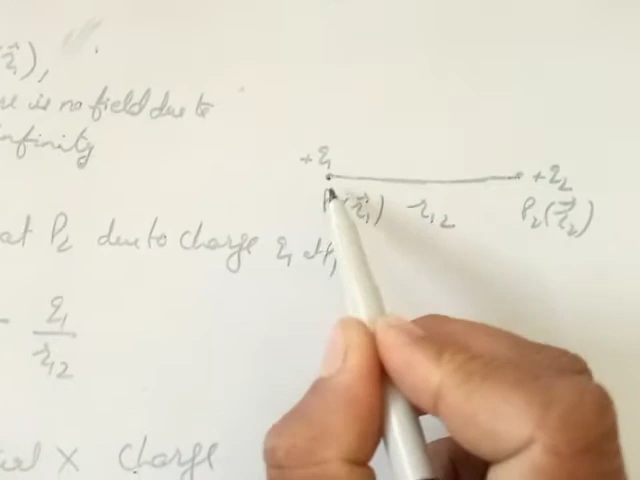 r⃗₁),
is no field due to
infinity
+q₁
+q₂
(r⃗₁) r₁₂ P₂(r⃗₂)
at P₂ due to charge q₁ at P₁
- q₁/r₁₂
X Charge